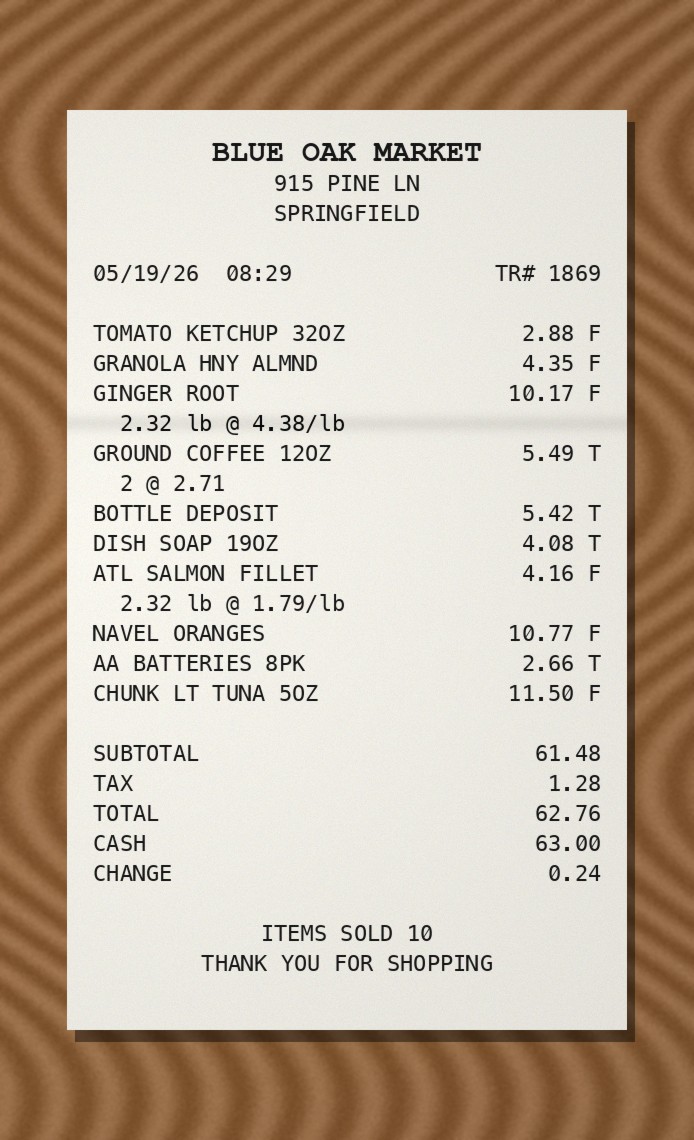 BLUE OAK MARKET
915 PINE LN
SPRINGFIELD
05/19/26  08:29 TR# 1869
TOMATO KETCHUP 32OZ 2.88 F
GRANOLA HNY ALMND 4.35 F
GINGER ROOT 10.17 F
2.32 lb @ 4.38/lb
GROUND COFFEE 12OZ 5.49 T
2 @ 2.71
BOTTLE DEPOSIT 5.42 T
DISH SOAP 19OZ 4.08 T
ATL SALMON FILLET 4.16 F
2.32 lb @ 1.79/lb
NAVEL ORANGES 10.77 F
AA BATTERIES 8PK 2.66 T
CHUNK LT TUNA 5OZ 11.50 F
SUBTOTAL 61.48
TAX 1.28
TOTAL 62.76
CASH 63.00
CHANGE 0.24
ITEMS SOLD 10
THANK YOU FOR SHOPPING